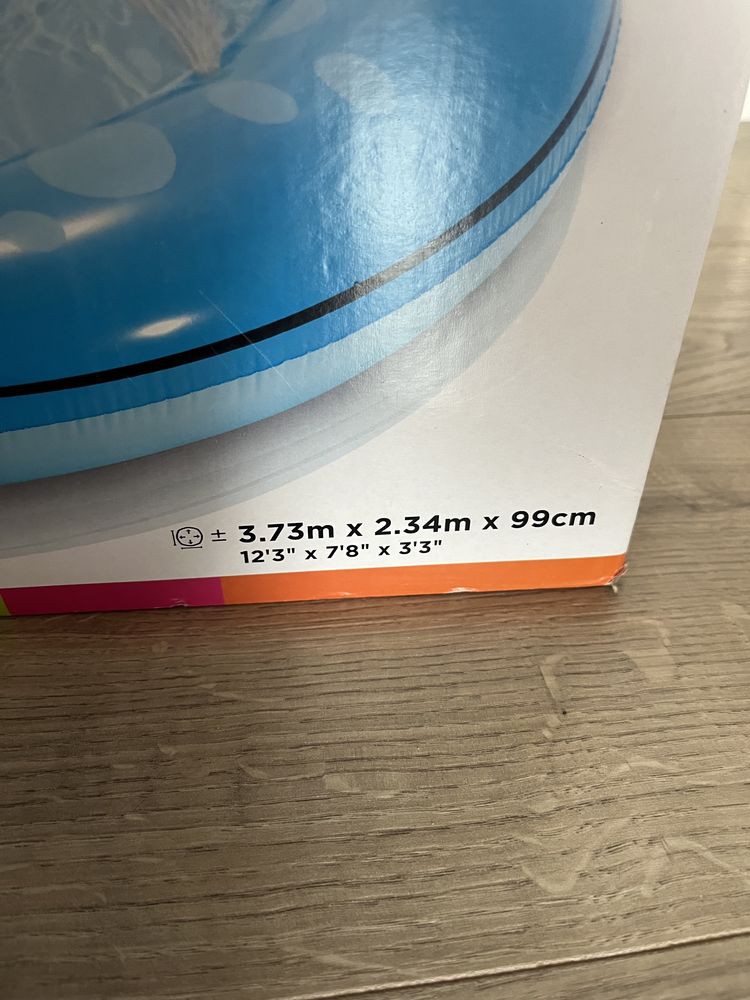 ± 3.73m x 2.34m x 99cm
12'3" x 7'8" x 3'3"